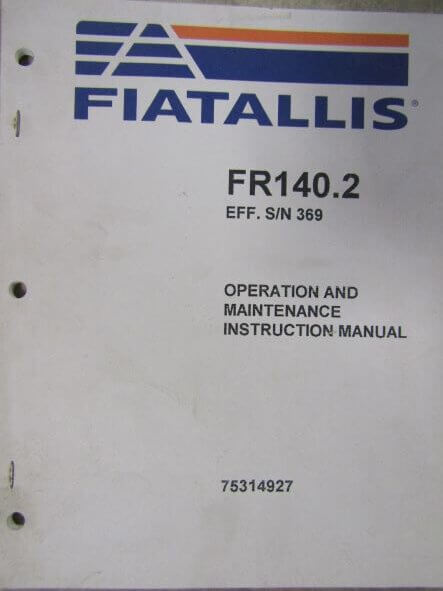 FIATALLIS®
FR140.2
EFF. S/N 369
OPERATION AND
MAINTENANCE
INSTRUCTION MANUAL
75314927